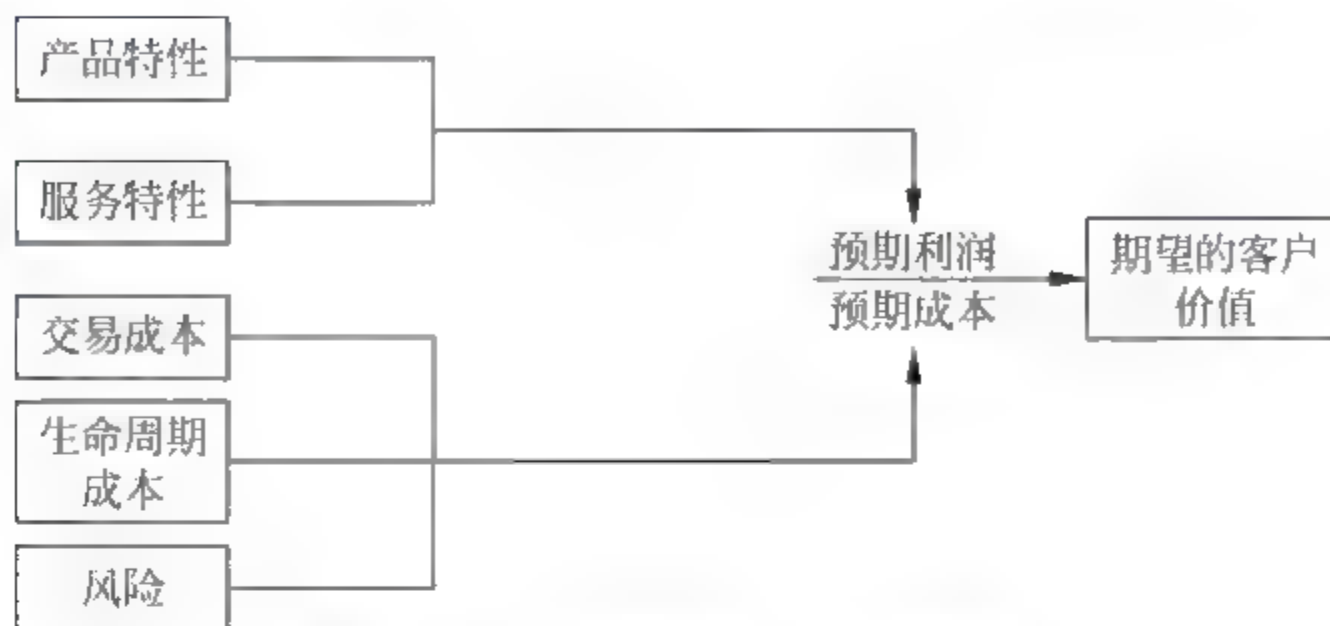 产品特性
服务特性
交易成本
生命周期
成本
风险
预期利润
预期成本
期望的客户
价值